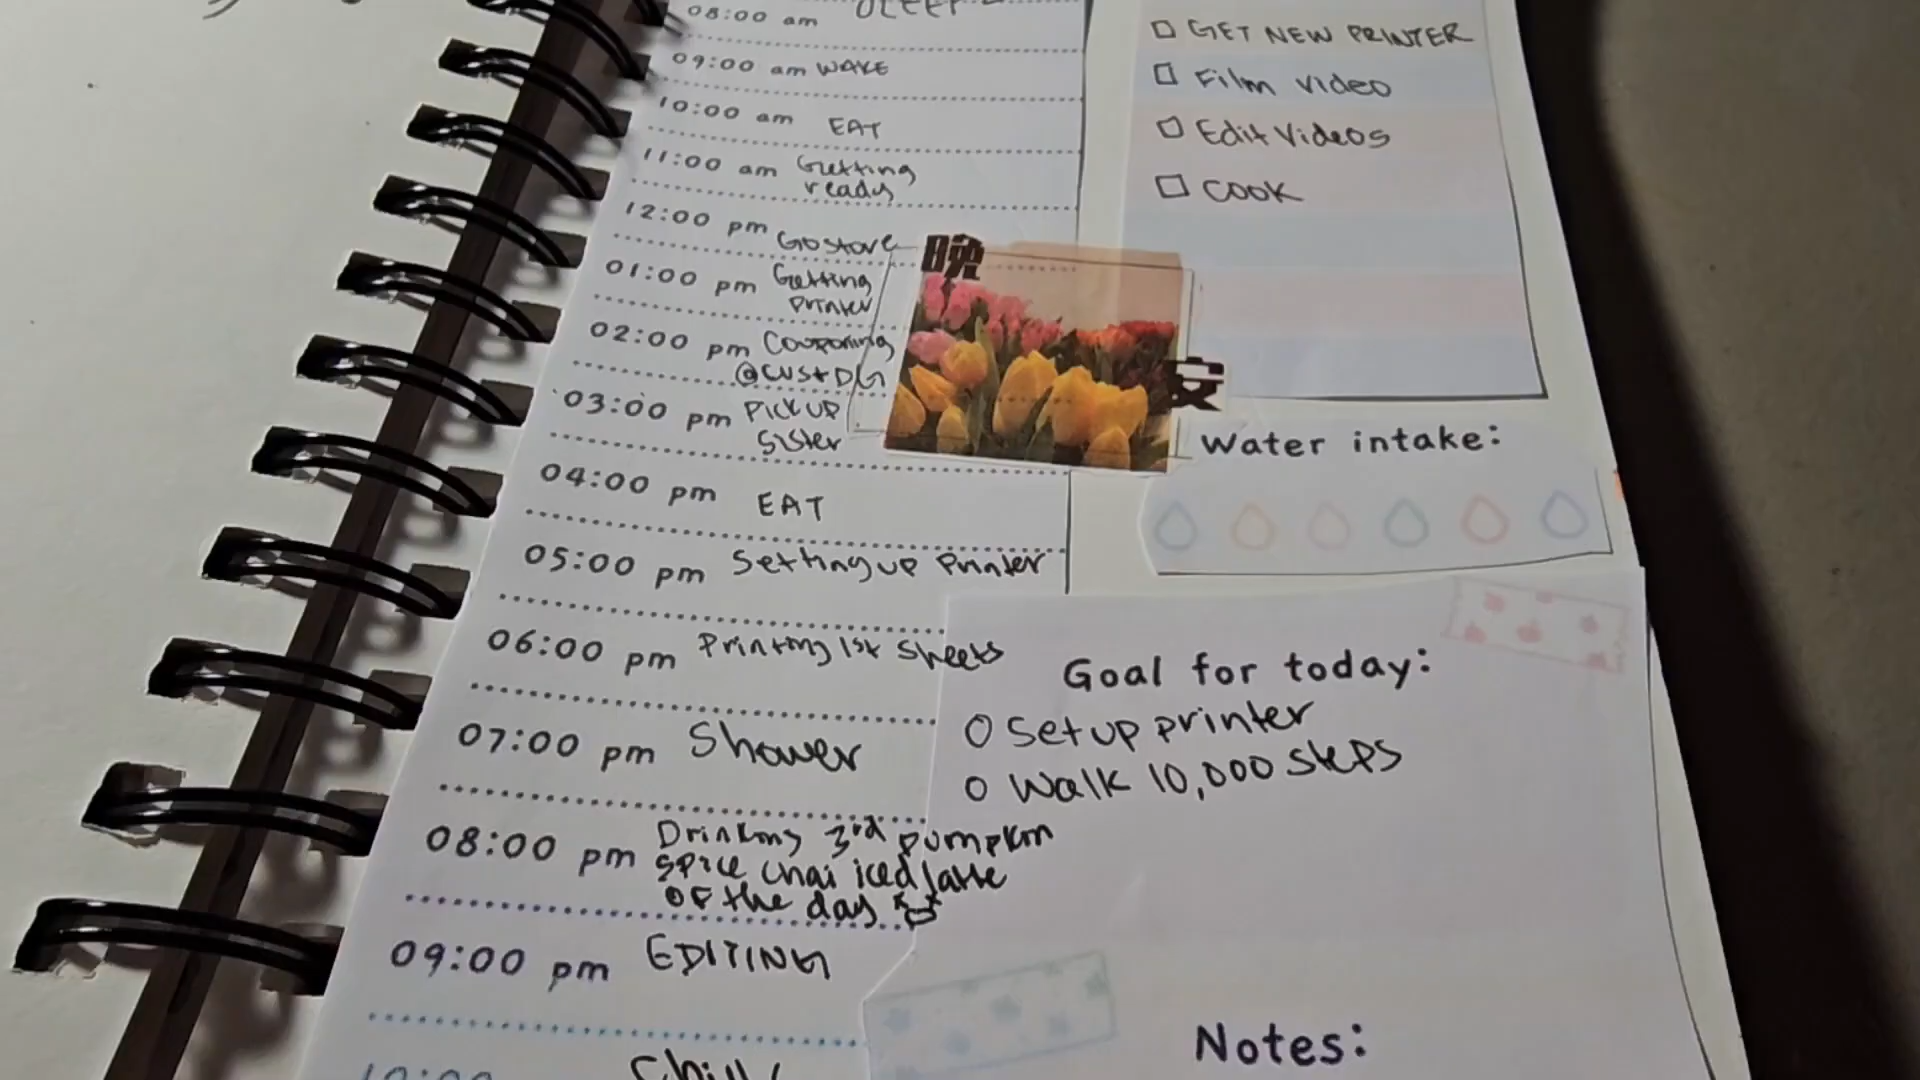 08:00 am SLEEP
09:00 am WAKE
10:00 am EAT
11:00 am Getting
ready
12:00 pm Go store
01:00 pm Getting
printer
02:00 pm Couponing
@CVS+DG
03:00 pm PICK UP
Sister
04:00 pm EAT
05:00 pm Setting up Printer
06:00 pm Printing 1st Sheets
07:00 pm Shower
08:00 pm Drinking 3rd pumpkin
spice chai iced latte
of the day
09:00 pm EDITING
10:00 Chill
GET NEW PRINTER
Film video
Edit Videos
COOK
晚
安
Water intake:
Goal for today:
Set up printer
Walk 10,000 steps
Notes: